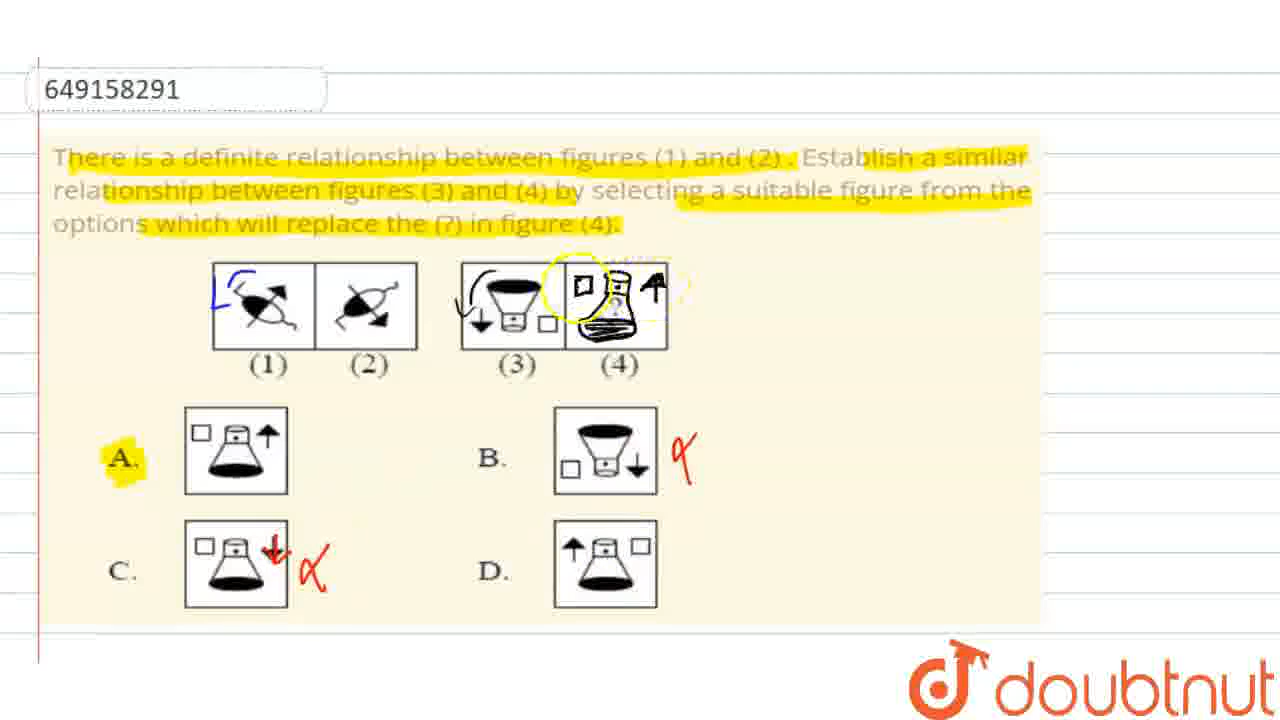 649158291
There is a definite relationship between figures (1) and (2) . Establish a similar
relationship between figures (3) and (4) by selecting a suitable figure from the
options which will replace the (?) in figure (4).
?
(1) (2) (3) (4)
A. B.
C. D.
doubtnut